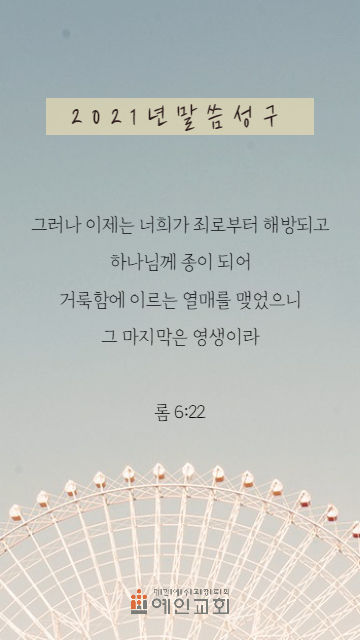 2021년말씀성구
그러나 이제는 너희가 죄로부터 해방되고
하나님께 종이 되어
거룩함에 이르는 열매를 맺었으니
그 마지막은 영생이라
롬 6:22
예인교회